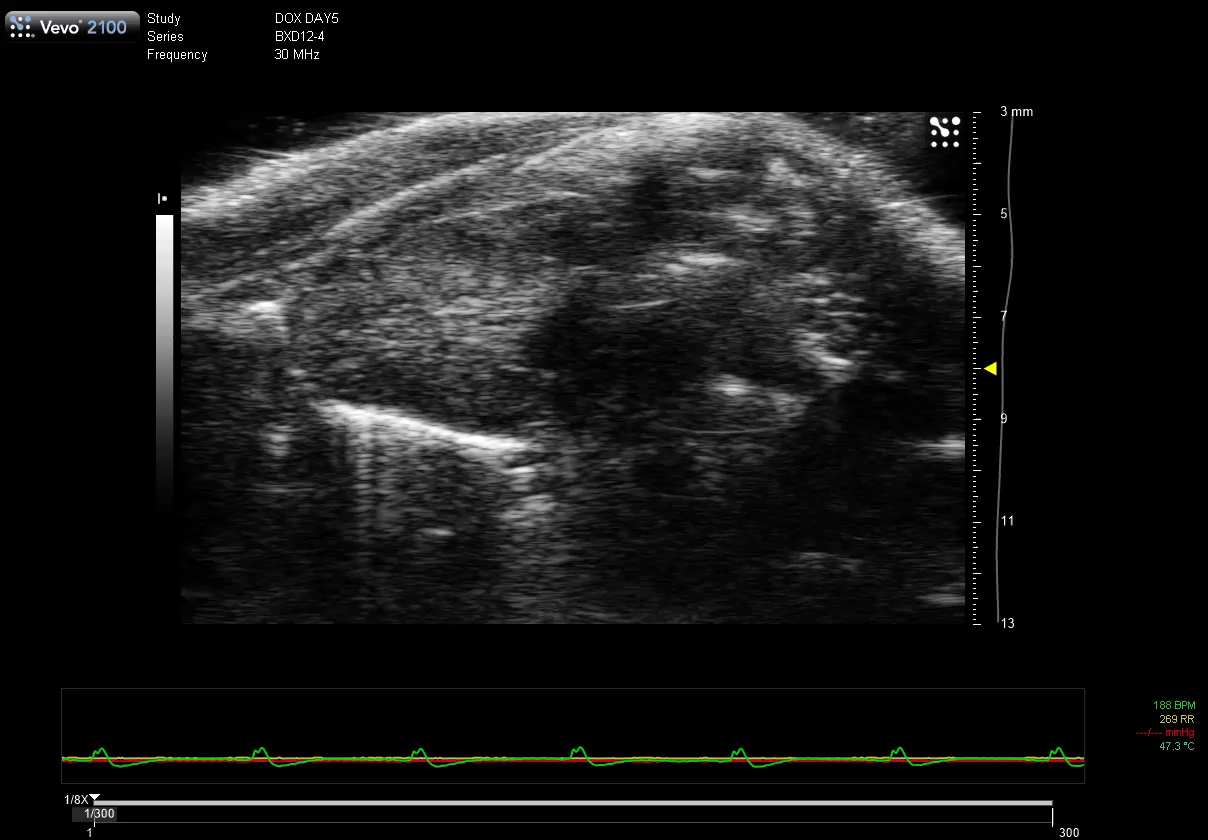 Vevo® 2100
Study DOX DAY5
Series BXD12-4
Frequency 30 MHz
3 mm
5
7
9
11
13
188 BPM
269 RR
---/--- mmHg
47.3 °C
1/8X
1/300
1 300